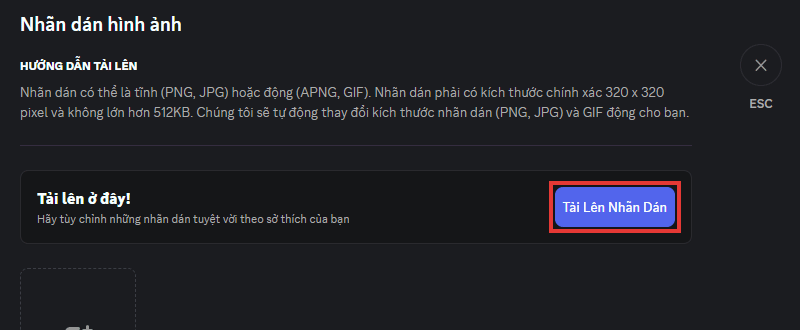 Nhãn dán hình ảnh
HƯỚNG DẪN TẢI LÊN
Nhãn dán có thể là tĩnh (PNG, JPG) hoặc động (APNG, GIF). Nhãn dán phải có kích thước chính xác 320 x 320
pixel và không lớn hơn 512KB. Chúng tôi sẽ tự động thay đổi kích thước nhãn dán (PNG, JPG) và GIF động cho bạn.
ESC
Tải lên ở đây!
Hãy tùy chỉnh những nhãn dán tuyệt vời theo sở thích của bạn
Tải Lên Nhãn Dán